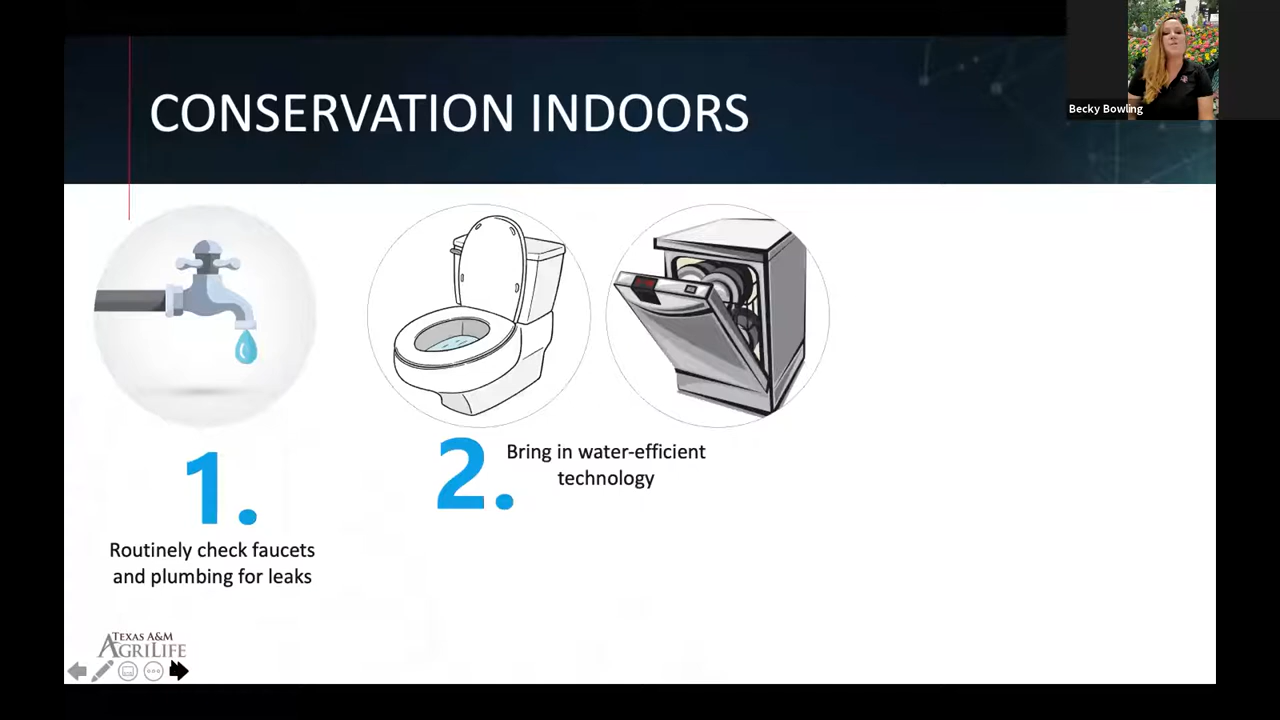 CONSERVATION INDOORS
Becky Bowling
1.
Routinely check faucets
and plumbing for leaks
2.
Bring in water-efficient
technology
TEXAS A&M
AGRILIFE